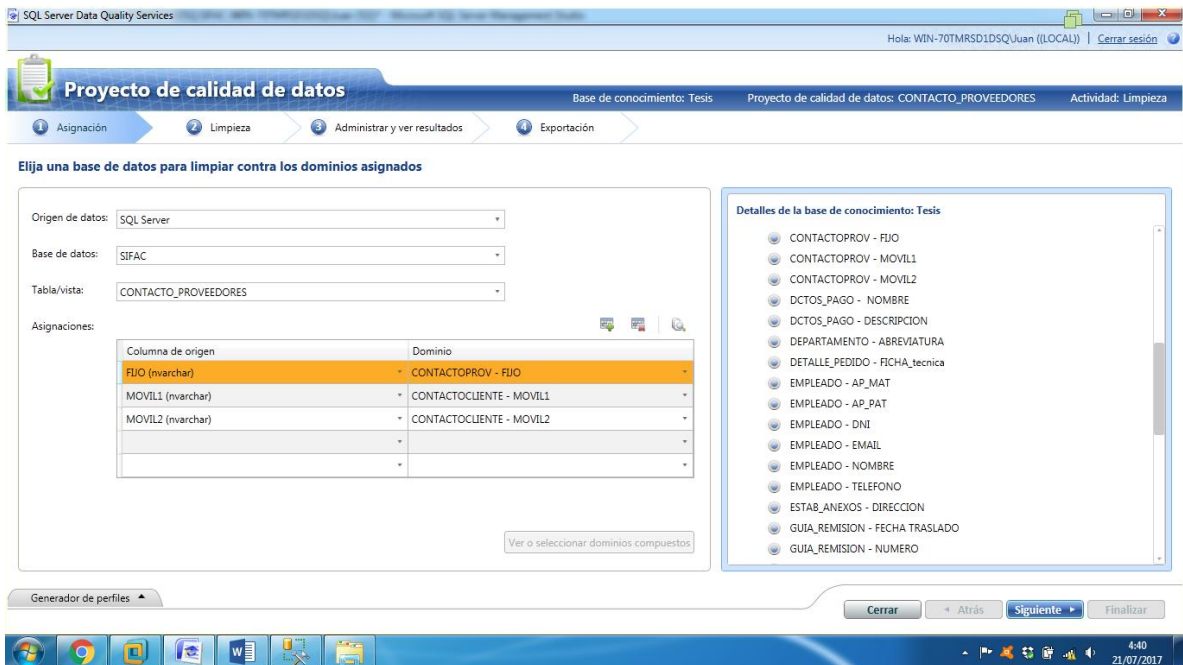 SQL Server Data Quality Services
Hola: WIN-70TMRSD1DSQ\Juan ((LOCAL)) | Cerrar sesión
Proyecto de calidad de datos
Base de conocimiento: Tesis Proyecto de calidad de datos: CONTACTO_PROVEEDORES Actividad: Limpieza
1 Asignación 2 Limpieza 3 Administrar y ver resultados 4 Exportación
Elija una base de datos para limpiar contra los dominios asignados
Origen de datos: SQL Server
Base de datos: SIFAC
Tabla/vista: CONTACTO_PROVEEDORES
Asignaciones:
Columna de origen Dominio
FIJO (nvarchar) CONTACTOPROV - FIJO
MOVIL1 (nvarchar) CONTACTOCLIENTE - MOVIL1
MOVIL2 (nvarchar) CONTACTOCLIENTE - MOVIL2
Ver o seleccionar dominios compuestos
Detalles de la base de conocimiento: Tesis
CONTACTOPROV - FIJO
CONTACTOPROV - MOVIL1
CONTACTOPROV - MOVIL2
DCTOS_PAGO - NOMBRE
DCTOS_PAGO - DESCRIPCION
DEPARTAMENTO - ABREVIATURA
DETALLE_PEDIDO - FICHA_tecnica
EMPLEADO - AP_MAT
EMPLEADO - AP_PAT
EMPLEADO - DNI
EMPLEADO - EMAIL
EMPLEADO - NOMBRE
EMPLEADO - TELEFONO
ESTAB_ANEXOS - DIRECCION
GUIA_REMISION - FECHA TRASLADO
GUIA_REMISION - NUMERO
Generador de perfiles
Cerrar Atrás Siguiente Finalizar
4:40
21/07/2017